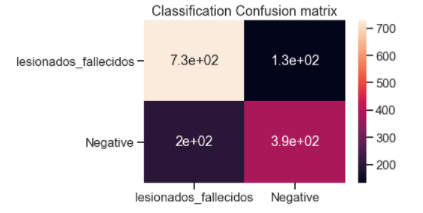 Classification Confusion matrix
lesionados_fallecidos
7.3e+02
1.3e+02
Negative
2e+02
3.9e+02
lesionados_fallecidos
Negative
700
600
500
400
300
200